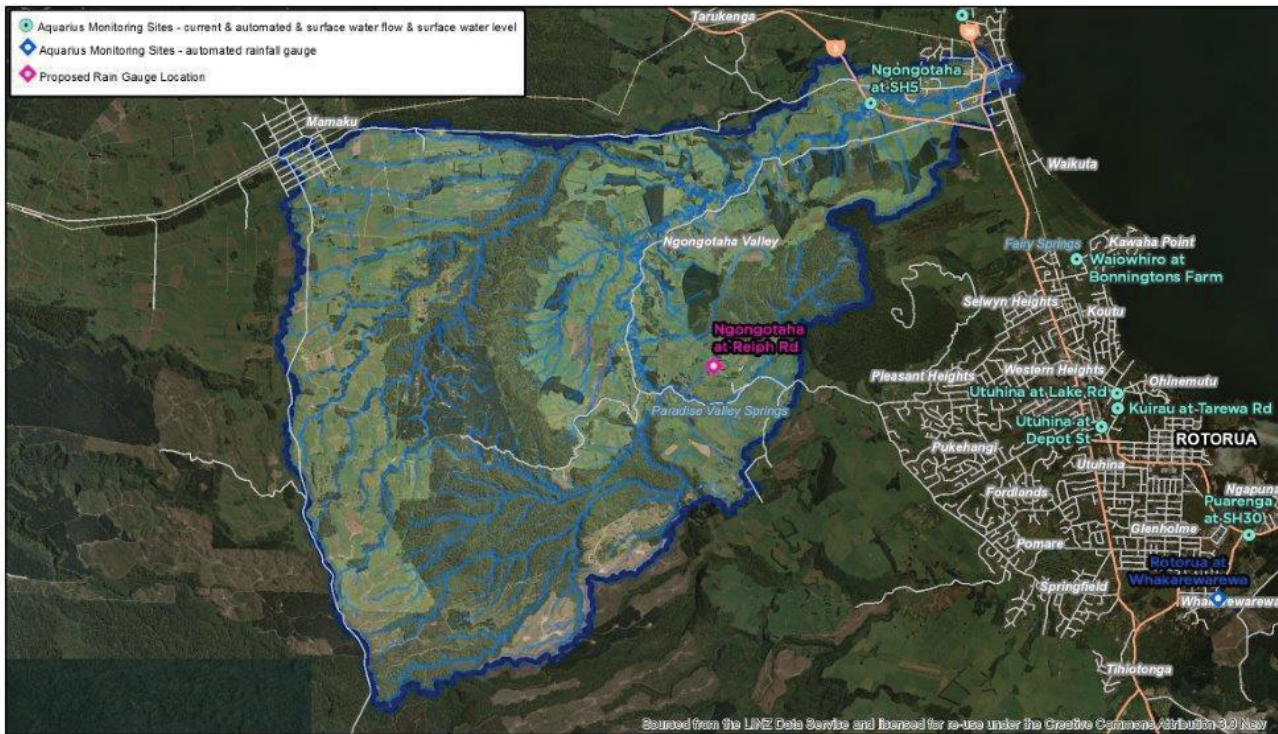 Aquarius Monitoring Sites - current & automated & surface water flow & surface water level
Aquarius Monitoring Sites - automated rainfall gauge
Proposed Rain Gauge Location
Tarukenga
5
36
Ngongotaha
at SH5
Mamaku
Waikuta
Ngongotaha Valley
Fairy Springs
Kawaha Point
Waiowhiro at
Bonningtons Farm
Selwyn Heights
Koutu
Ngongotaha
at Relph Rd
Western Heights
Pleasant Heights
Ohinemutu
Utuhina at Lake Rd
Paradise Valley Springs
Kuirau at Tarewa Rd
Utuhina at
Depot St
ROTORUA
Pukehangi
Utuhina
Fordlands
Ngapuna
Puarenga
at SH30
Glenholme
Pomare
Rotorua at
Whakarewarewa
Springfield
Whakarewarewa
Tihiotonga
Sourced from the LINZ Data Service and licensed for re-use under the Creative Commons Attribution 3.0 New